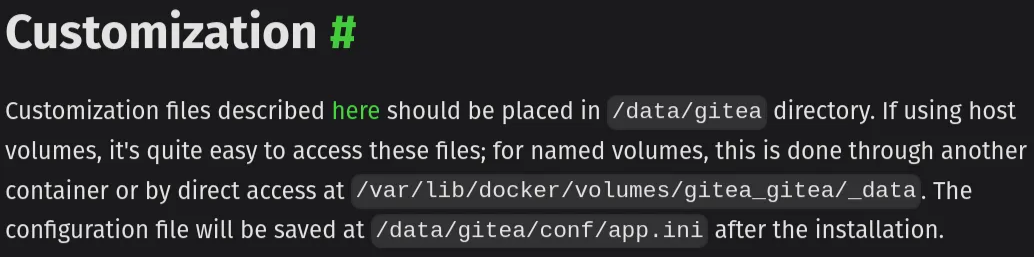 Customization #
Customization files described here should be placed in /data/gitea directory. If using host
volumes, it's quite easy to access these files; for named volumes, this is done through another
container or by direct access at /var/lib/docker/volumes/gitea_gitea/_data. The
configuration file will be saved at /data/gitea/conf/app.ini after the installation.